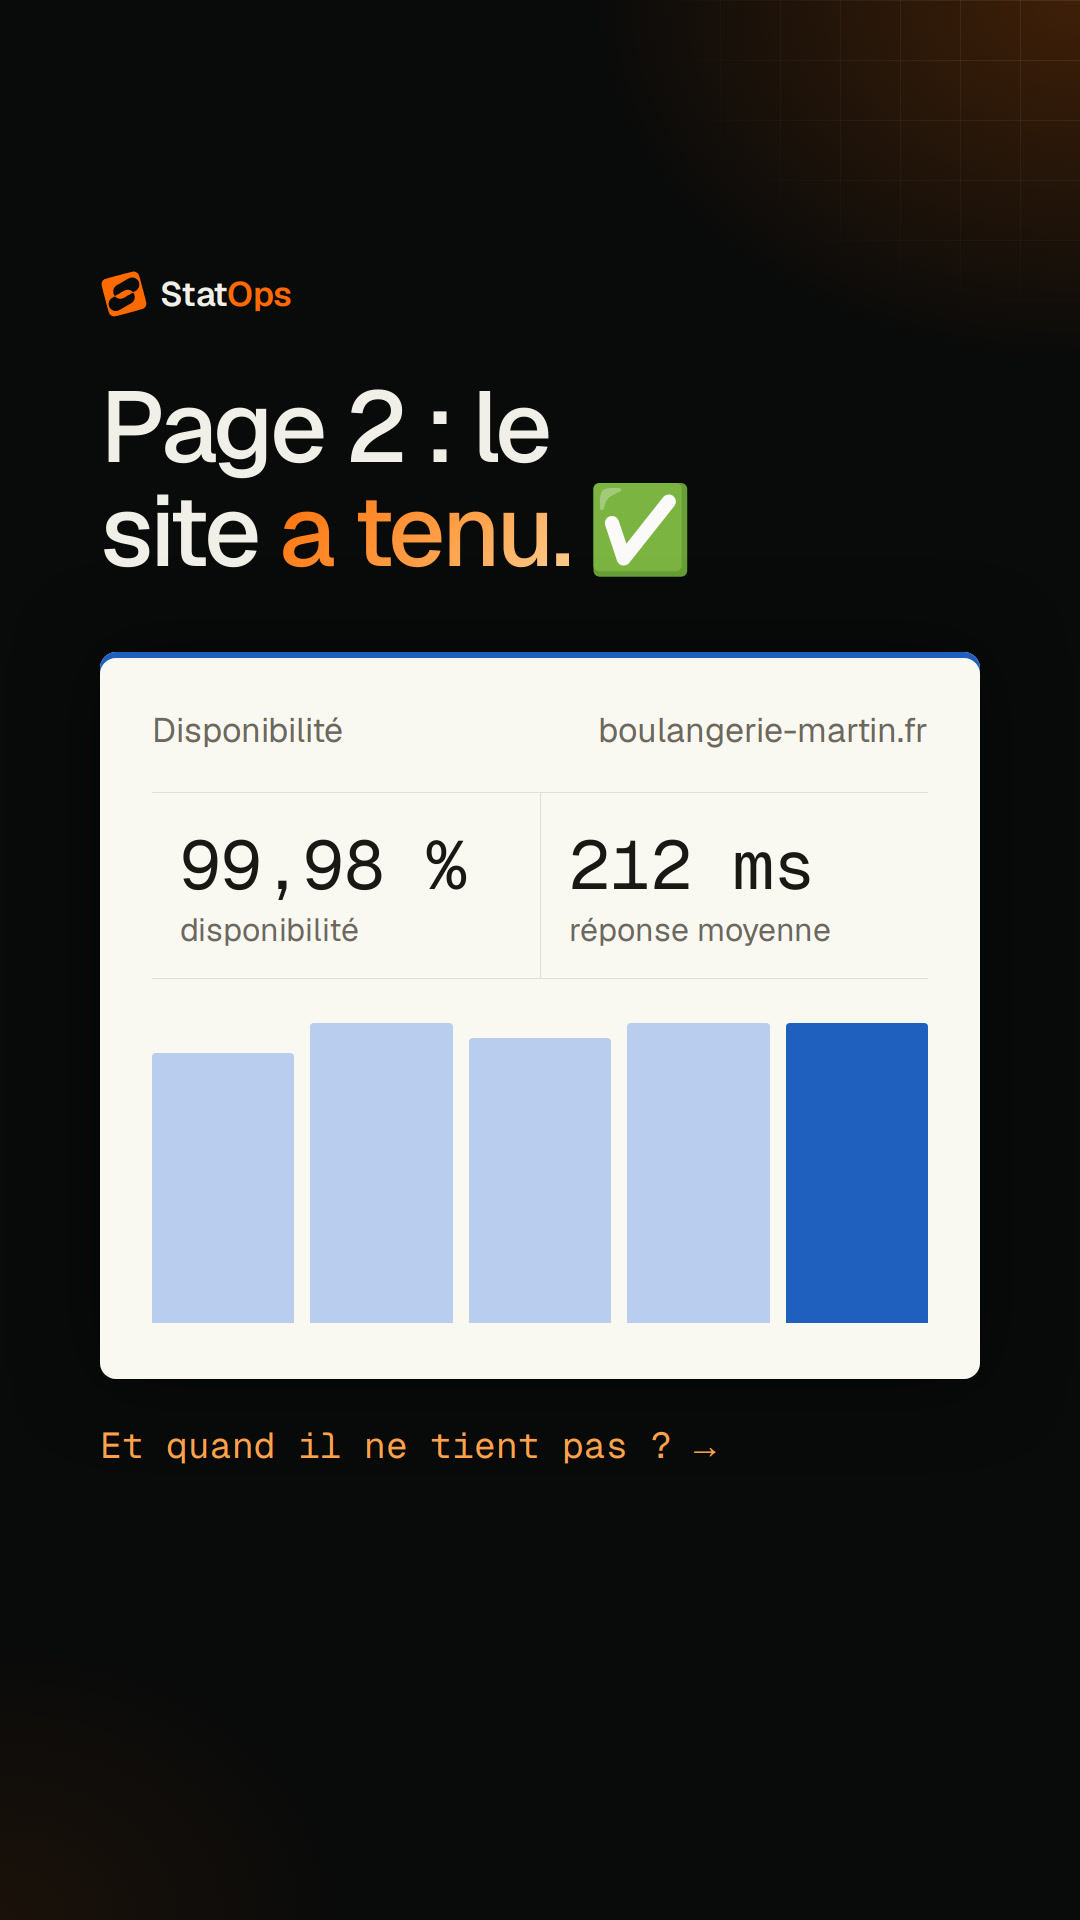 StatOps
Page 2 : le
site a tenu. ✅
Disponibilité
boulangerie-martin.fr
99,98 %
disponibilité
212 ms
réponse moyenne
Et quand il ne tient pas ? →